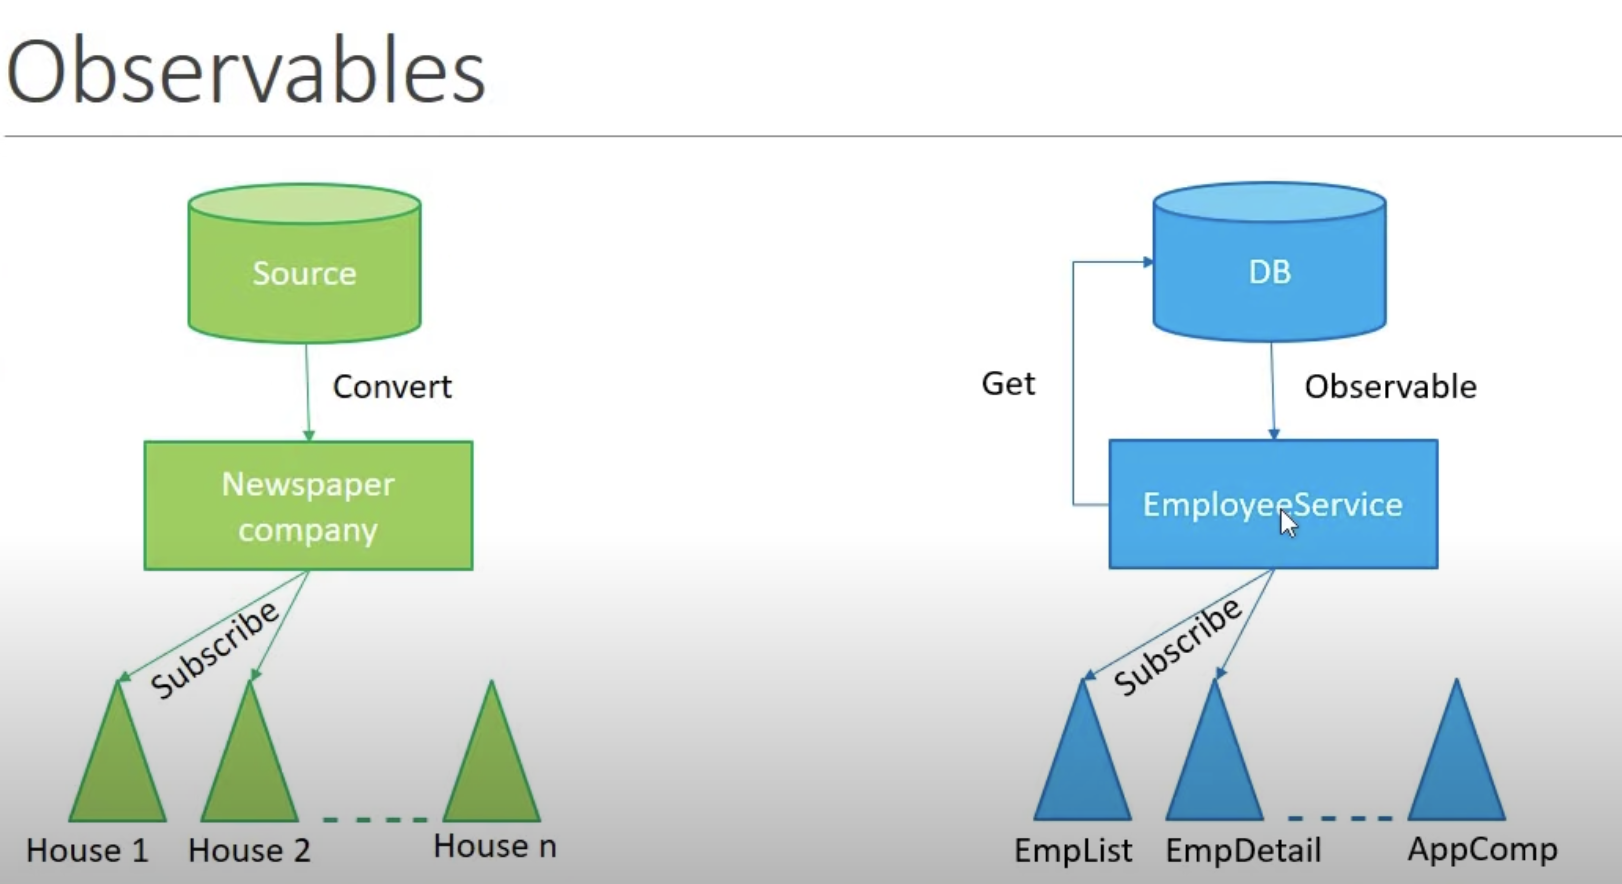 Observables
Source
Convert
Newspaper
company
Subscribe
House 1
House 2
House n
DB
Get
Observable
EmployeeService
Subscribe
EmpList
EmpDetail
AppComp